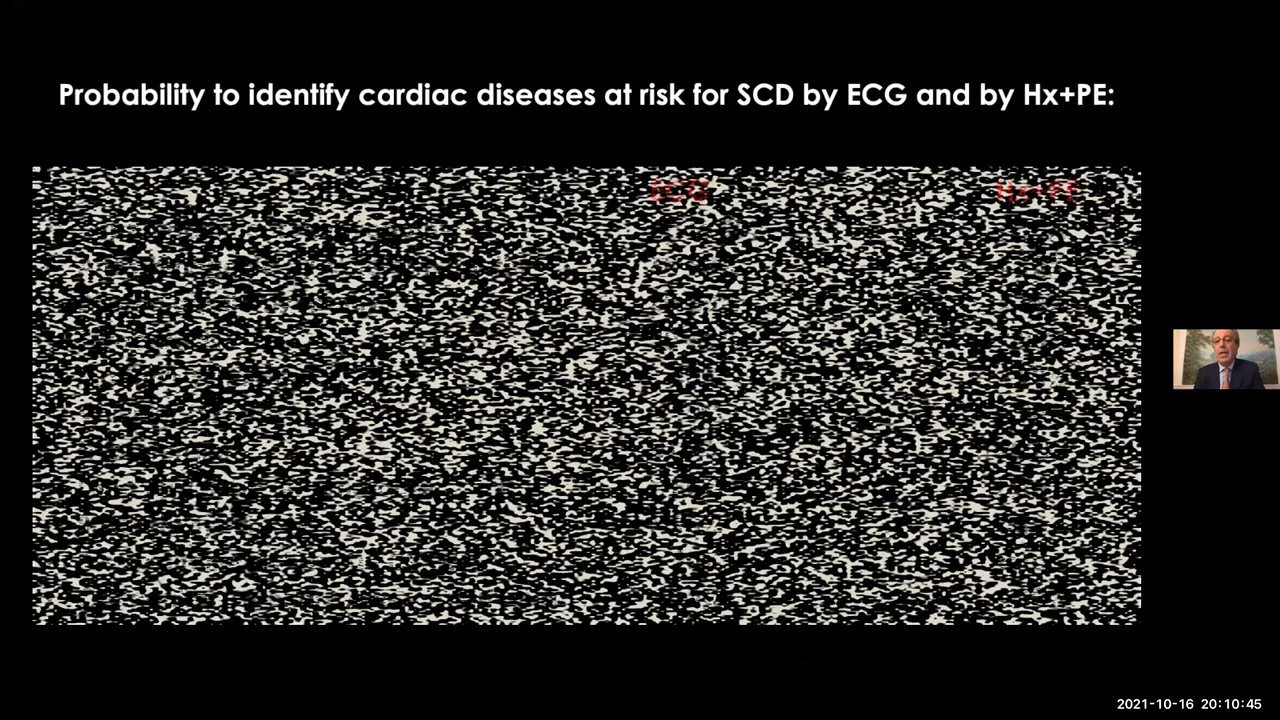 Probability to identify cardiac diseases at risk for SCD by ECG and by Hx+PE:
ECG Hx+PE
2021-10-16 20:10:45